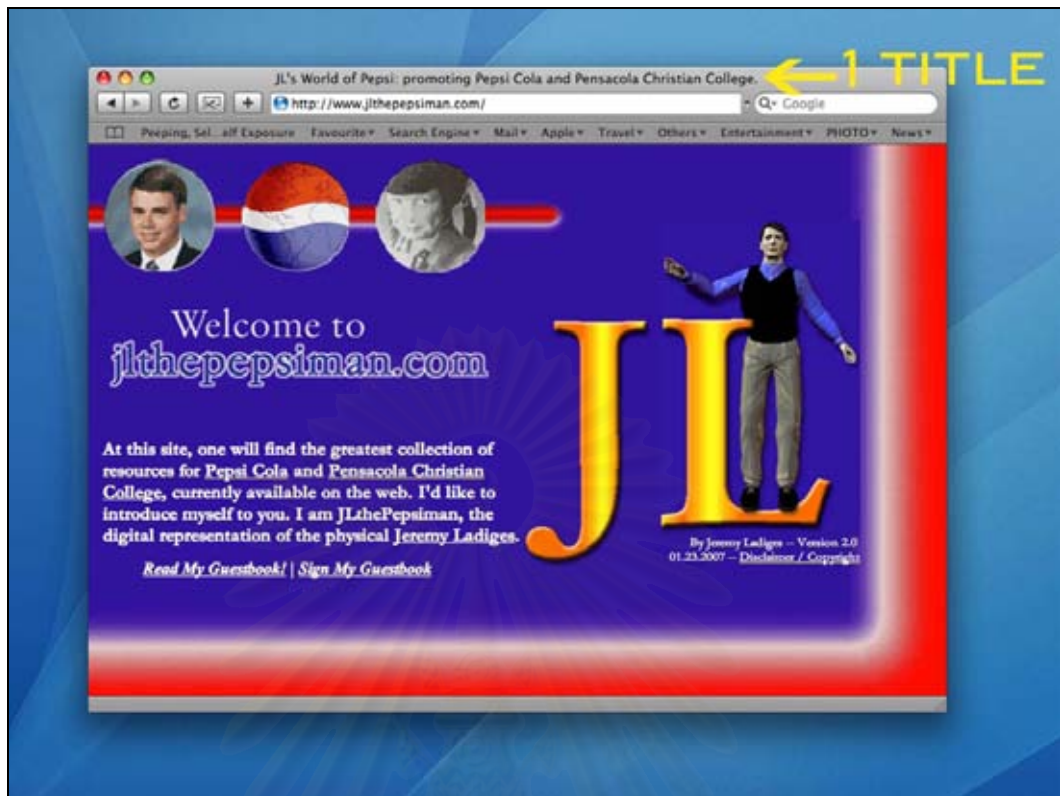 JL's World of Pepsi: promoting Pepsi Cola and Pensacola Christian College.
1 TITLE
http://www.jlthepepsiman.com/
Google
Peeping, Sel...elf Exposure Favourite Search Engine Mail Apple Travel Others Entertainment PHOTO News
Welcome to
jlthepepsiman.com
JL
At this site, one will find the greatest collection of
resources for Pepsi Cola and Pensacola Christian
College, currently available on the web. I'd like to
introduce myself to you. I am JLthePepsiman, the
digital representation of the physical Jeremy Ladiges.
By Jeremy Ladiges -- Version 2.0
01.23.2007 -- Disclaimer / Copyright
Read My Guestbook! | Sign My Guestbook